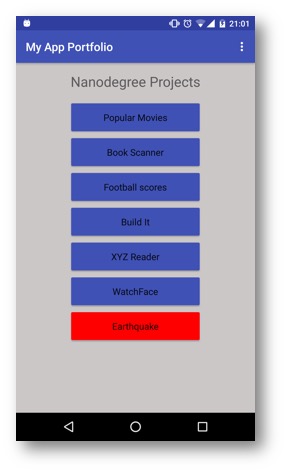 21:01
My App Portfolio
Nanodegree Projects
Popular Movies
Book Scanner
Football scores
Build It
XYZ Reader
WatchFace
Earthquake